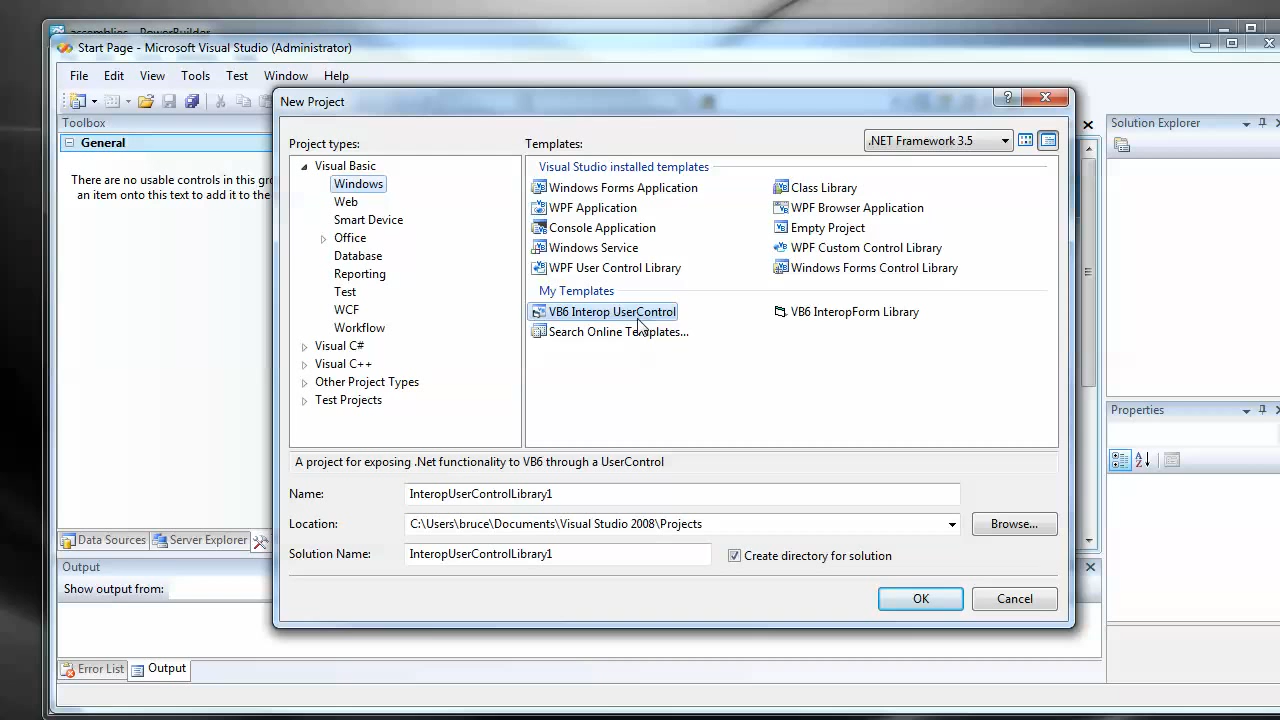 assemblies - PowerBuilder
Start Page - Microsoft Visual Studio (Administrator)
File Edit View Tools Test Window Help
New Project
Toolbox
General
There are no usable controls in this gr
an item onto this text to add it to the
Project types:
Visual Basic
Windows
Web
Smart Device
Office
Database
Reporting
Test
WCF
Workflow
Visual C#
Visual C++
Other Project Types
Test Projects
Templates:
.NET Framework 3.5
Visual Studio installed templates
Windows Forms Application
Class Library
WPF Application
WPF Browser Application
Console Application
Empty Project
Windows Service
WPF Custom Control Library
WPF User Control Library
Windows Forms Control Library
My Templates
VB6 Interop UserControl
VB6 InteropForm Library
Search Online Templates...
A project for exposing .Net functionality to VB6 through a UserControl
Name:
InteropUserControlLibrary1
Location:
C:\Users\bruce\Documents\Visual Studio 2008\Projects
Browse...
Solution Name:
InteropUserControlLibrary1
Create directory for solution
OK
Cancel
Solution Explorer
Properties
Data Sources
Server Explorer
Output
Show output from:
Error List
Output